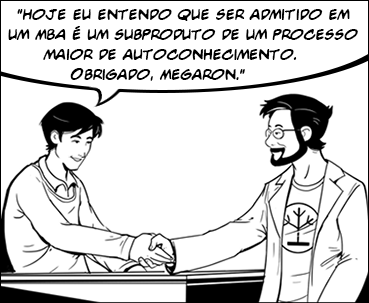 "HOJE EU ENTENDO QUE SER ADMITIDO EM
UM MBA É UM SUBPRODUTO DE UM PROCESSO
MAIOR DE AUTOCONHECIMENTO.
OBRIGADO, MEGARON."